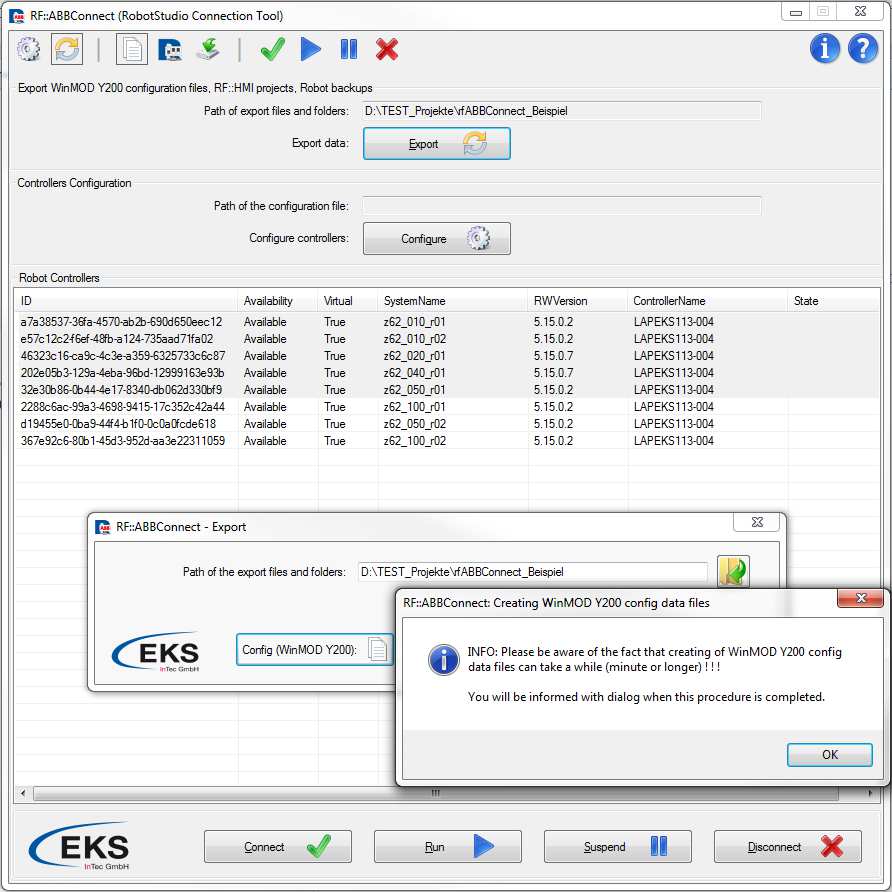 RF::ABBConnect (RobotStudio Connection Tool)
Export WinMOD Y200 configuration files, RF::HMI projects, Robot backups
Path of export files and folders: D:\TEST_Projekte\rfABBConnect_Beispiel
Export data: Export
Controllers Configuration
Path of the configuration file:
Configure controllers: Configure
Robot Controllers
ID Availability Virtual SystemName RWVersion ControllerName State
a7a38537-36fa-4570-ab2b-690d650eec12 Available True z62_010_r01 5.15.0.2 LAPEKS113-004
e57c12c2-f6ef-48fb-a124-735aad71fa02 Available True z62_010_r02 5.15.0.2 LAPEKS113-004
46323c16-ca9c-4c3e-a359-6325733c6c87 Available True z62_020_r01 5.15.0.7 LAPEKS113-004
202e05b3-129a-4eba-96bd-12999163e93b Available True z62_040_r01 5.15.0.7 LAPEKS113-004
32e30b86-0b44-4e17-8340-db062d330bf9 Available True z62_050_r01 5.15.0.2 LAPEKS113-004
2288c6ac-99a3-4698-9415-17c352c42a44 Available True z62_100_r01 5.15.0.2 LAPEKS113-004
d19455e0-0ba9-44f4-b1f0-0c0a0fcde618 Available True z62_050_r02 5.15.0.2 LAPEKS113-004
367e92c6-80b1-45d3-952d-aa3e22311059 Available True z62_100_r02 5.15.0.2 LAPEKS113-004
RF::ABBConnect - Export
Path of the export files and folders: D:\TEST_Projekte\rfABBConnect_Beispiel
EKS
InTec GmbH
Config (WinMOD Y200):
RF::ABBConnect: Creating WinMOD Y200 config data files
INFO: Please be aware of the fact that creating of WinMOD Y200 config
data files can take a while (minute or longer) ! ! !
You will be informed with dialog when this procedure is completed.
OK
EKS
InTec GmbH
Connect Run Suspend Disconnect